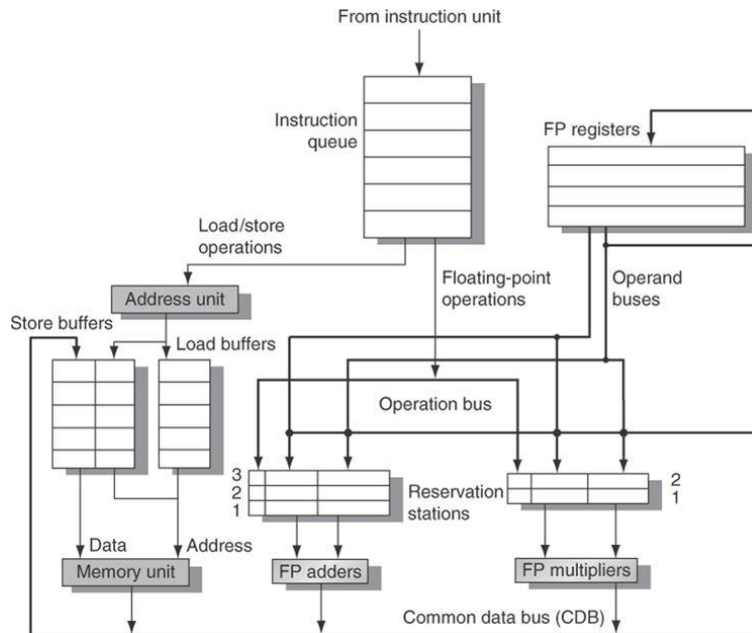 From instruction unit
Instruction
queue
FP registers
Load/store
operations
Floating-point
operations
Operand
buses
Address unit
Store buffers
Load buffers
Operation bus
3
2
1
Reservation
stations
2
1
Data
Address
Memory unit
FP adders
FP multipliers
Common data bus (CDB)